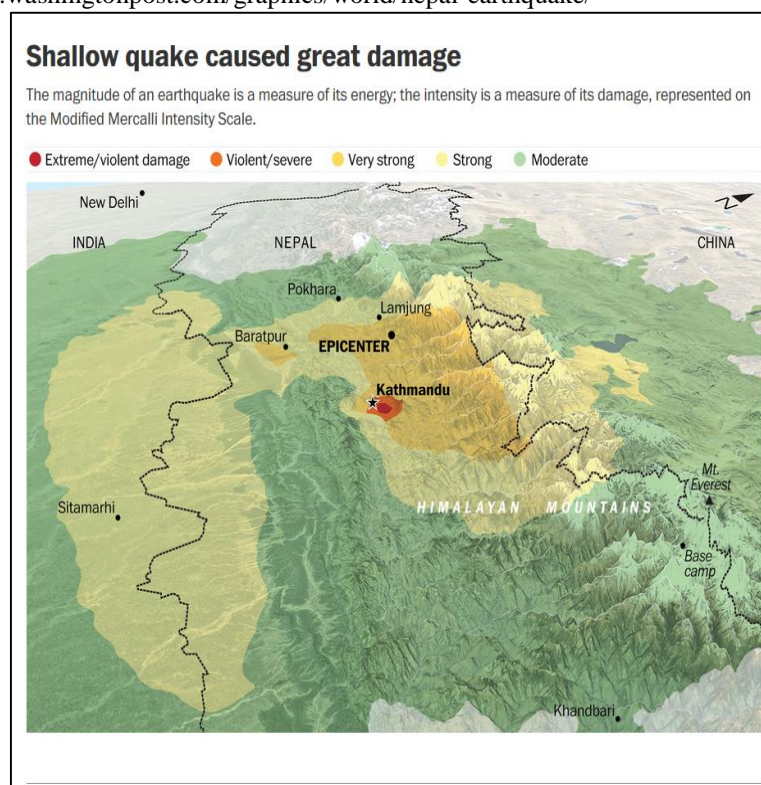 .washingtonpost.com/graphics/world/nepal-earthquake/
Shallow quake caused great damage
The magnitude of an earthquake is a measure of its energy; the intensity is a measure of its damage, represented on
the Modified Mercalli Intensity Scale.
Extreme/violent damage Violent/severe Very strong Strong Moderate
New Delhi
N
INDIA NEPAL CHINA
Pokhara
Lamjung
Baratpur
EPICENTER
Kathmandu
Mt.
Everest
Sitamarhi
HIMALAYAN MOUNTAINS
Base
camp
Khandbari